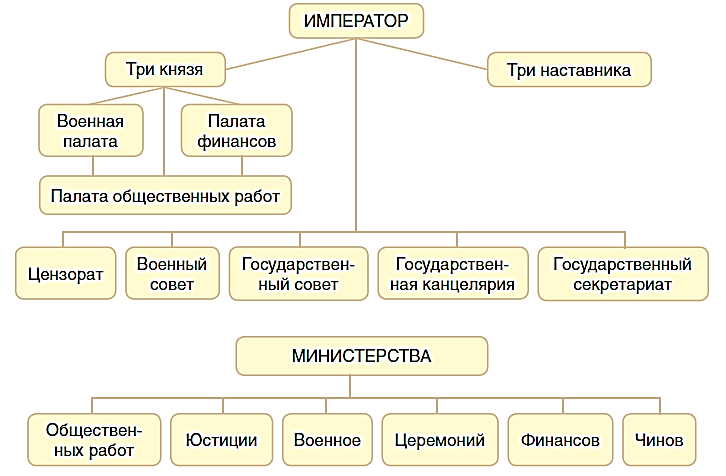 ИМПЕРАТОР
Три князя
Три наставника
Военная
палата
Палата
финансов
Палата общественных работ
Цензорат
Военный
совет
Государствен-
ный совет
Государствен-
ная канцелярия
Государственный
секретариат
МИНИСТЕРСТВА
Обществен-
ных работ
Юстиции
Военное
Церемоний
Финансов
Чинов